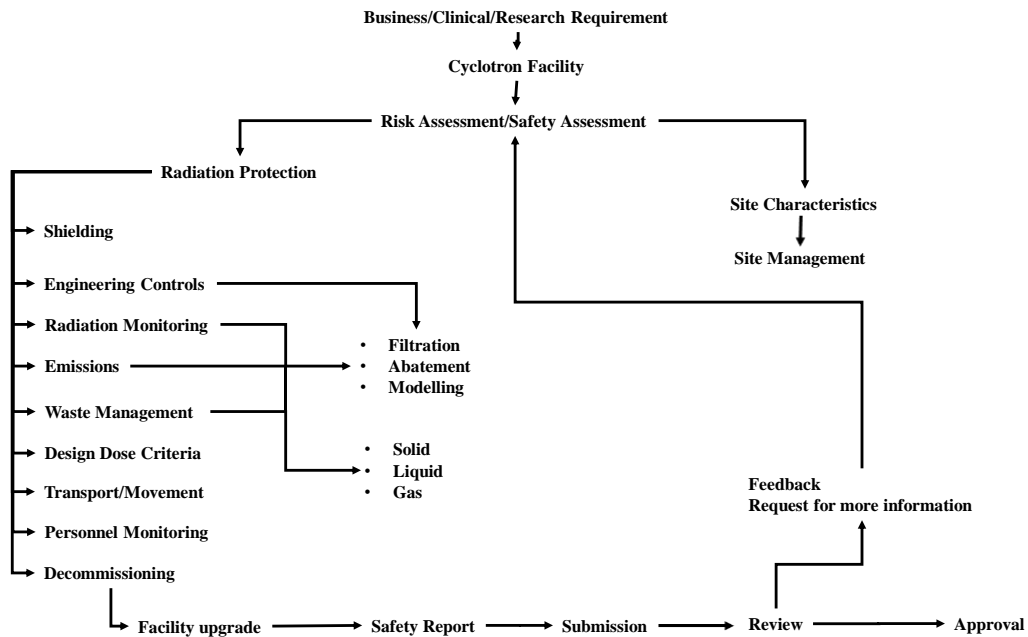 Business/Clinical/Research Requirement
Cyclotron Facility
Risk Assessment/Safety Assessment
Radiation Protection
Site Characteristics
Site Management
Shielding
Engineering Controls
Radiation Monitoring
Emissions
Waste Management
Design Dose Criteria
Transport/Movement
Personnel Monitoring
Decommissioning
• Filtration
• Abatement
• Modelling
• Solid
• Liquid
• Gas
Feedback
Request for more information
Facility upgrade
Safety Report
Submission
Review
Approval